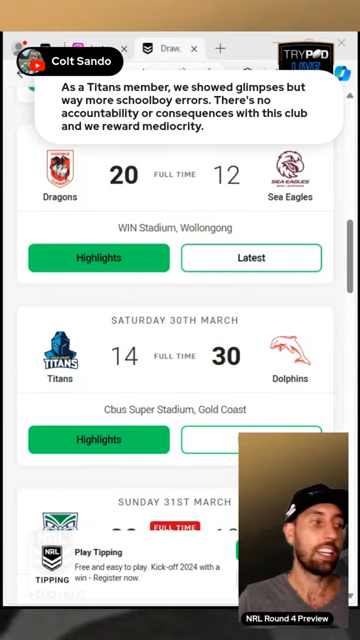 Draw,
TRYPOD
LIVE
Colt Sando
As a Titans member, we showed glimpses but
way more schoolboy errors. There's no
accountability or consequences with this club
and we reward mediocrity.
20 FULL TIME 12
Dragons
Sea Eagles
WIN Stadium, Wollongong
Highlights
Latest
SATURDAY 30TH MARCH
TITANS
14 FULL TIME 30
Titans
Dolphins
Cbus Super Stadium, Gold Coast
Highlights
SUNDAY 31ST MARCH
FULL TIME
NRL
TIPPING
Play Tipping
Free and easy to play. Kick-off 2024 with a
win - Register now.
NRL Round 4 Preview